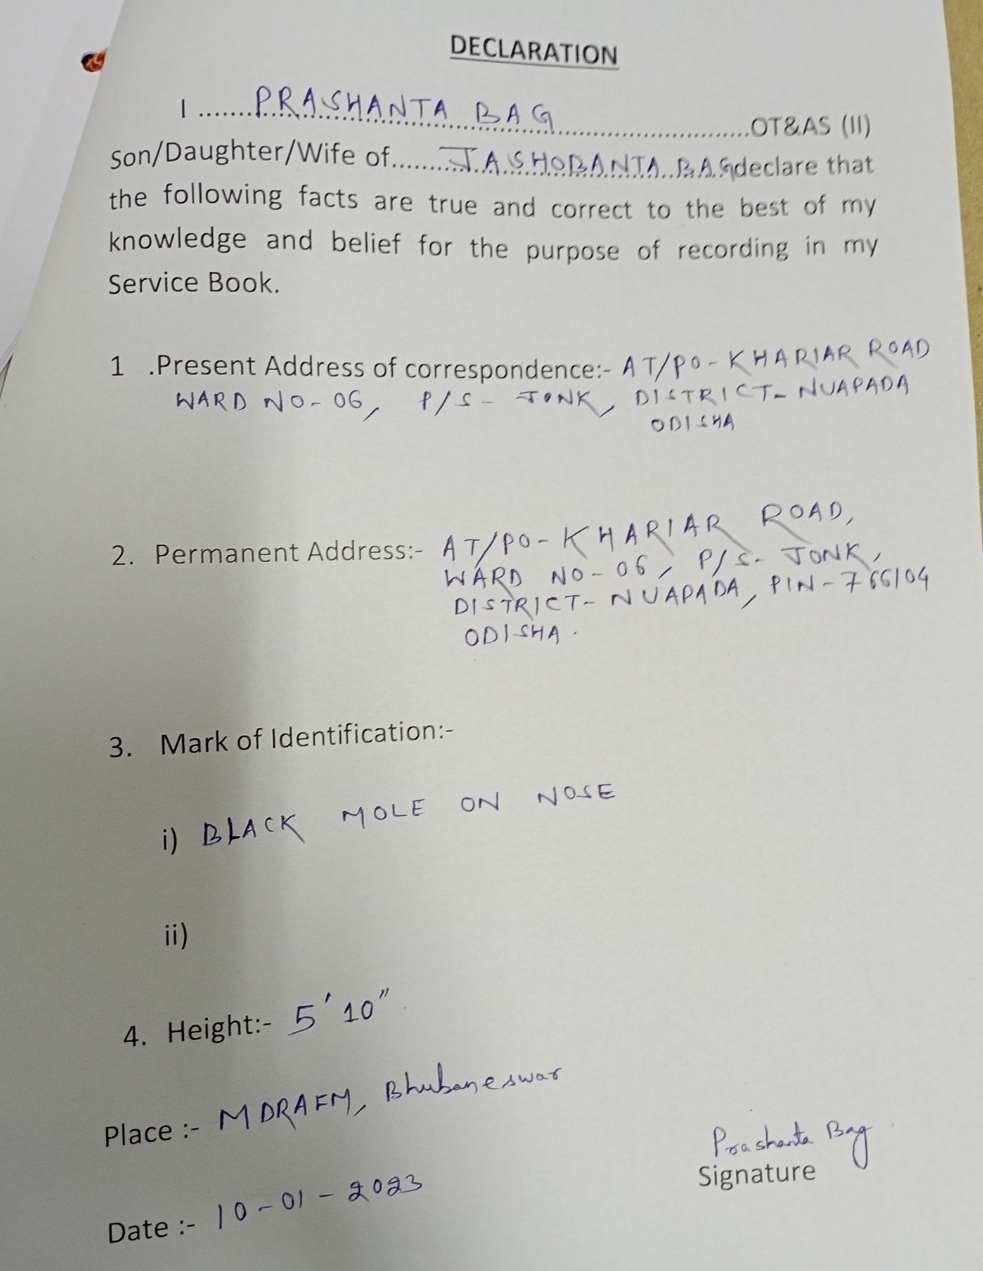 DECLARATION
I .......PRASHANTA BAG..............................OT&AS (II)
Son/Daughter/Wife of.......JASHOBANTA BAG declare that
the following facts are true and correct to the best of my
knowledge and belief for the purpose of recording in my
Service Book.
1 .Present Address of correspondence:- AT/PO- KHARIAR ROAD
WARD NO- 06, P/S- JONK, DISTRICT- NUAPADA
ODISHA
2. Permanent Address:- AT/PO- KHARIAR ROAD,
WARD NO- 06, P/S- JONK,
DISTRICT- NUAPADA, PIN- 766104
ODISHA.
3. Mark of Identification:-
i) BLACK MOLE ON NOSE
ii)
4. Height:- 5' 10"
Place :- MDRAFM, Bhubaneswar
Prashanta Bag
Signature
Date :- 10-01-2023